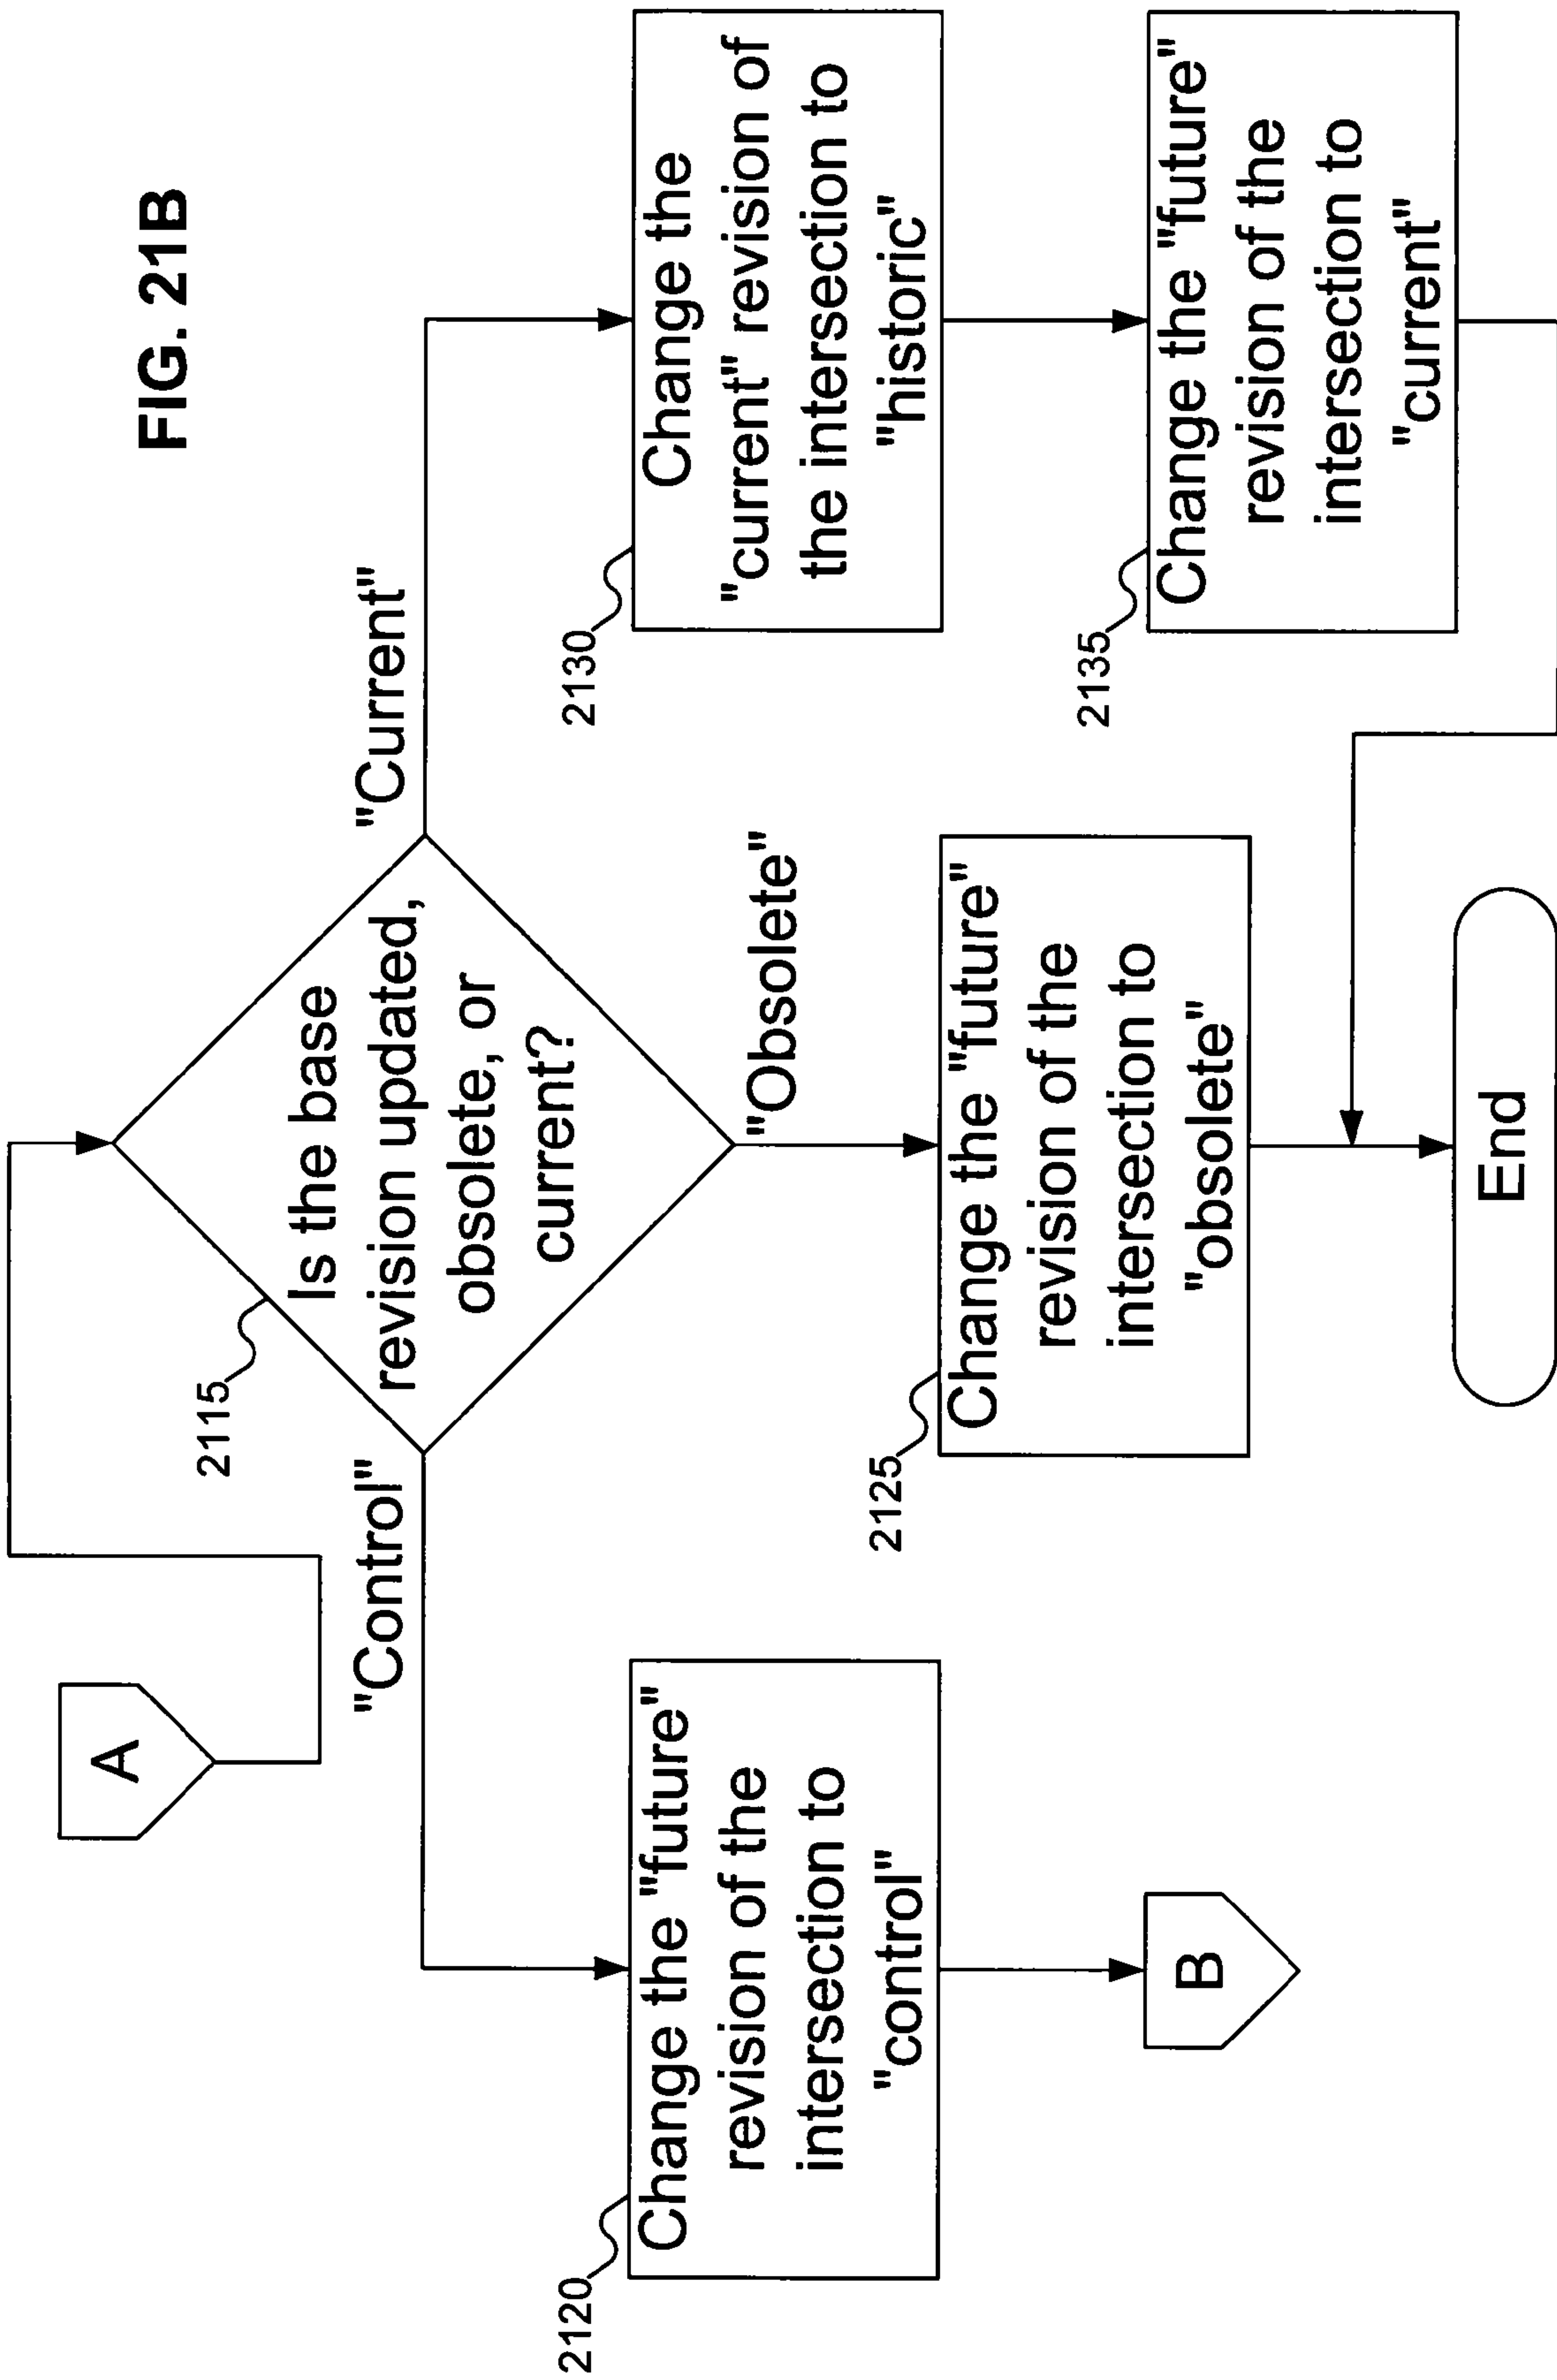 FIG. 21B
A
2115
Is the base
revision updated,
obsolete, or
current?
"Control"
"Current"
"Obsolete"
2120
Change the "future"
revision of the
intersection to
"control"
B
2125
Change the "future"
revision of the
intersection to
"obsolete"
2130
Change the
"current" revision of
the intersection to
"historic"
2135
Change the "future"
revision of the
intersection to
"current"
End